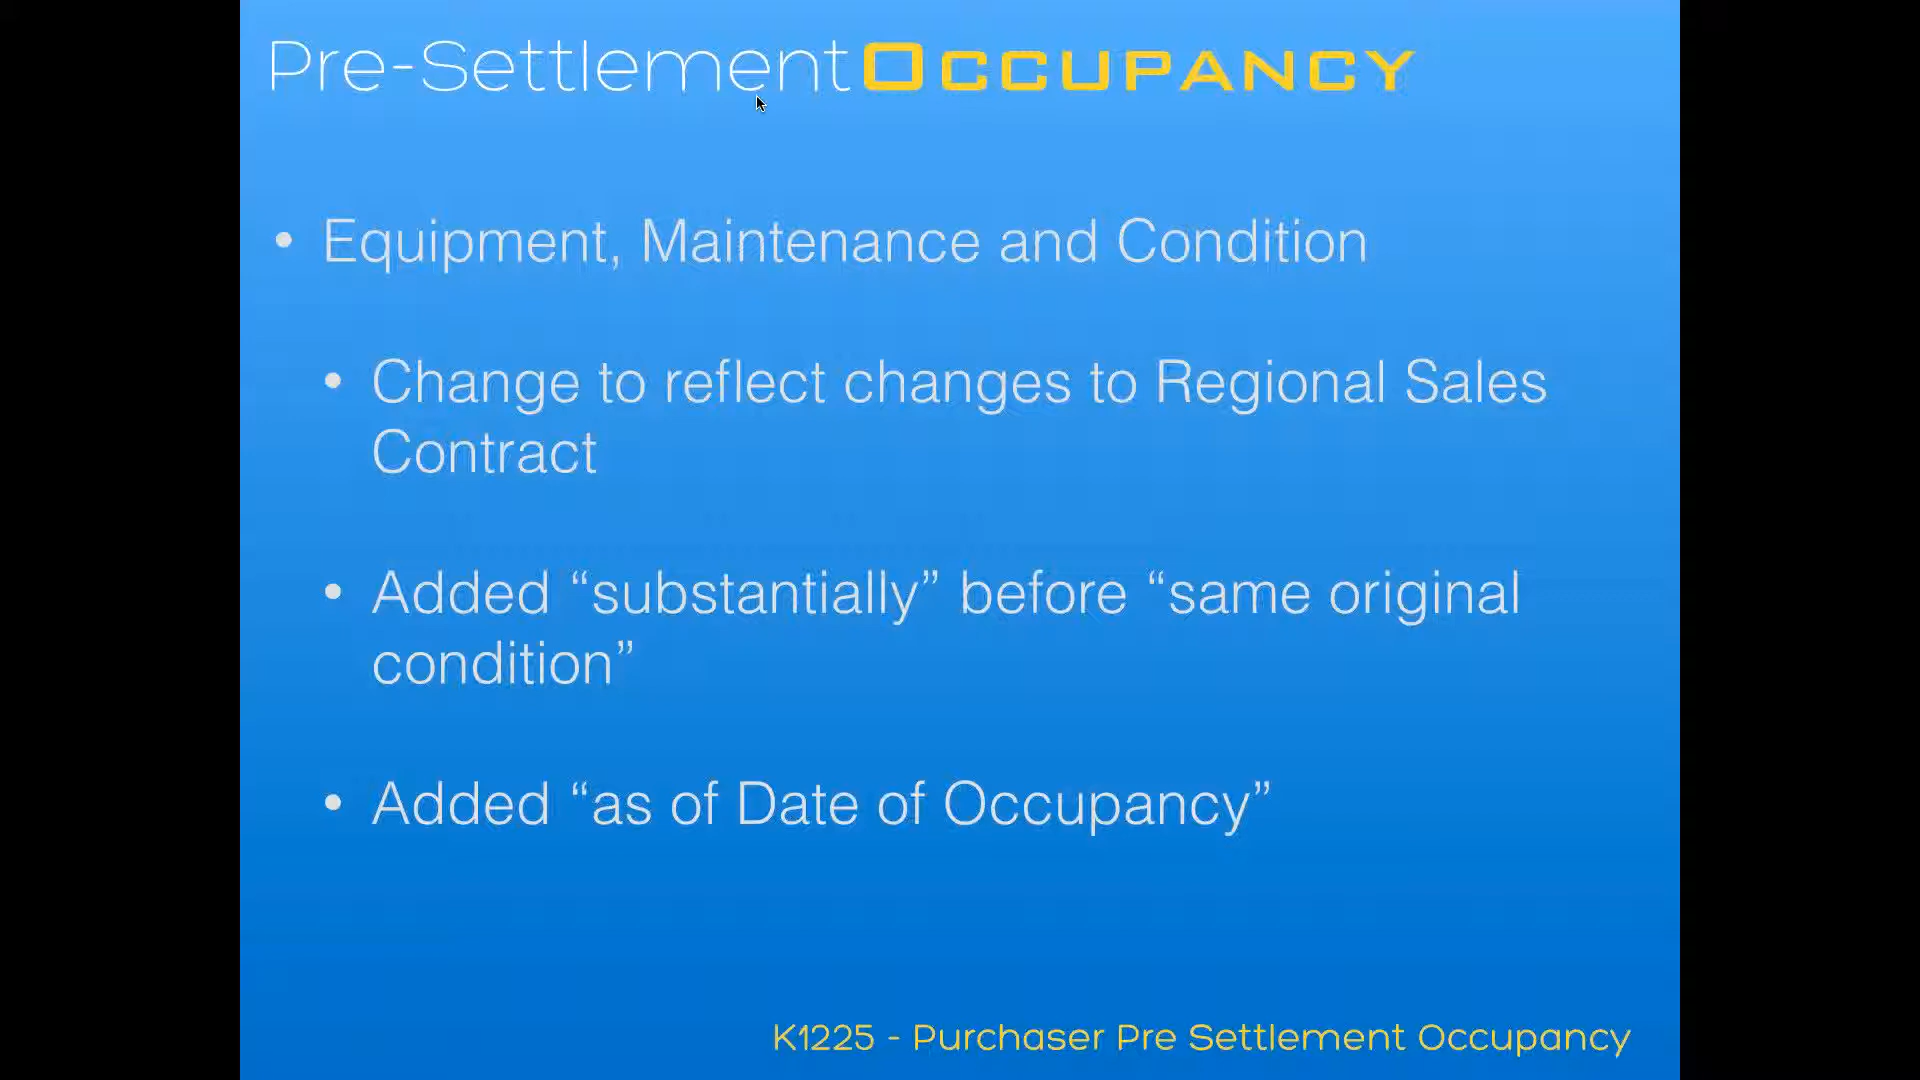 Pre-Settlement OCCUPANCY
• Equipment, Maintenance and Condition
• Change to reflect changes to Regional Sales
Contract
• Added “substantially” before “same original
condition”
• Added “as of Date of Occupancy”
K1225 - Purchaser Pre Settlement Occupancy